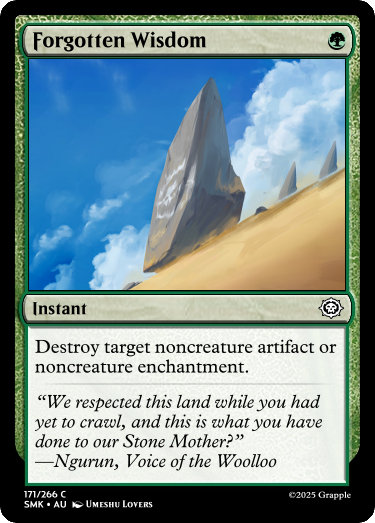 Forgotten Wisdom
Instant
Destroy target noncreature artifact or
noncreature enchantment.
“We respected this land while you had
yet to crawl, and this is what you have
done to our Stone Mother?”
—Ngurun, Voice of the Woolloo
171/266 C
SMK • AU Umeshu Lovers
©2025 Grapple